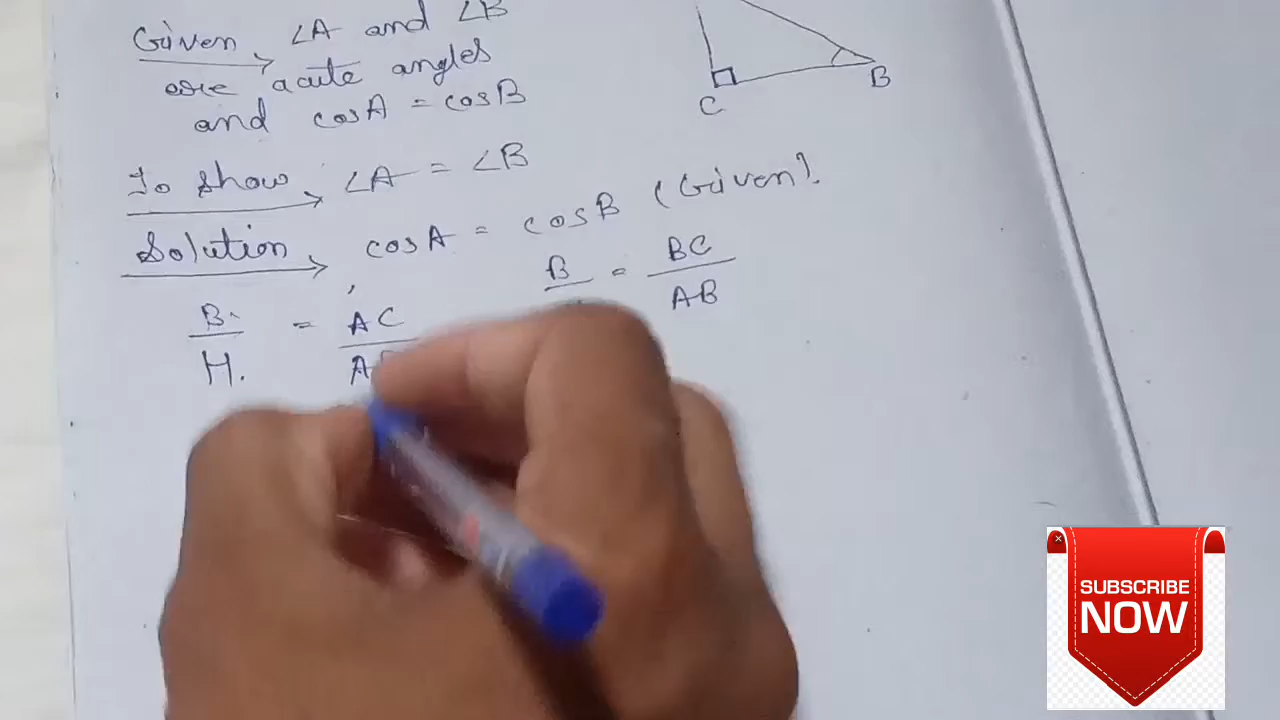 Given ∠A and ∠B
are acute angles
and cosA = cosB
C
B
To show ∠A = ∠B
Solution cosA = cosB (Given).
B = BC
AB
B. = AC
H. A
SUBSCRIBE
NOW